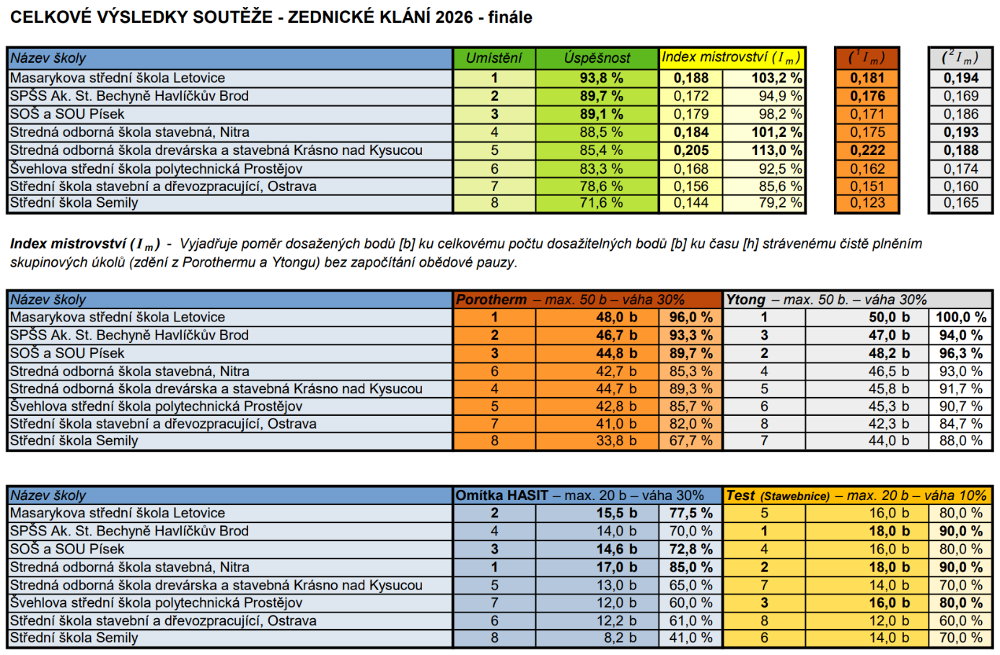 CELKOVÉ VÝSLEDKY SOUTĚŽE - ZEDNICKÉ KLÁNÍ 2026 - finále
Název školy Umístění Úspěšnost Index mistrovství (I m) (¹I m) (²I m)
Masarykova střední škola Letovice 1 93,8 % 0,188 103,2 % 0,181 0,194
SPŠS Ak. St. Bechyně Havlíčkův Brod 2 89,7 % 0,172 94,9 % 0,176 0,169
SOŠ a SOU Písek 3 89,1 % 0,179 98,2 % 0,171 0,186
Stredná odborná škola stavebná, Nitra 4 88,5 % 0,184 101,2 % 0,175 0,193
Stredná odborná škola drevárska a stavebná Krásno nad Kysucou 5 85,4 % 0,205 113,0 % 0,222 0,188
Švehlova střední škola polytechnická Prostějov 6 83,3 % 0,168 92,5 % 0,162 0,174
Střední škola stavební a dřevozpracující, Ostrava 7 78,6 % 0,156 85,6 % 0,151 0,160
Střední škola Semily 8 71,6 % 0,144 79,2 % 0,123 0,165
Index mistrovství (I m) - Vyjadřuje poměr dosažených bodů [b] ku celkovému počtu dosažitelných bodů [b] ku času [h] strávenému čistě plněním
skupinových úkolů (zdění z Porothermu a Ytongu) bez započítání obědové pauzy.
Název školy Porotherm – max. 50 b – váha 30% Ytong – max. 50 b. – váha 30%
Masarykova střední škola Letovice 1 48,0 b 96,0 % 1 50,0 b 100,0 %
SPŠS Ak. St. Bechyně Havlíčkův Brod 2 46,7 b 93,3 % 3 47,0 b 94,0 %
SOŠ a SOU Písek 3 44,8 b 89,7 % 2 48,2 b 96,3 %
Stredná odborná škola stavebná, Nitra 6 42,7 b 85,3 % 4 46,5 b 93,0 %
Stredná odborná škola drevárska a stavebná Krásno nad Kysucou 4 44,7 b 89,3 % 5 45,8 b 91,7 %
Švehlova střední škola polytechnická Prostějov 5 42,8 b 85,7 % 6 45,3 b 90,7 %
Střední škola stavební a dřevozpracující, Ostrava 7 41,0 b 82,0 % 8 42,3 b 84,7 %
Střední škola Semily 8 33,8 b 67,7 % 7 44,0 b 88,0 %
Název školy Omítka HASIT – max. 20 b – váha 30% Test (Stawebnice) – max. 20 b – váha 10%
Masarykova střední škola Letovice 2 15,5 b 77,5 % 5 16,0 b 80,0 %
SPŠS Ak. St. Bechyně Havlíčkův Brod 4 14,0 b 70,0 % 1 18,0 b 90,0 %
SOŠ a SOU Písek 3 14,6 b 72,8 % 4 16,0 b 80,0 %
Stredná odborná škola stavebná, Nitra 1 17,0 b 85,0 % 2 18,0 b 90,0 %
Stredná odborná škola drevárska a stavebná Krásno nad Kysucou 5 13,0 b 65,0 % 7 14,0 b 70,0 %
Švehlova střední škola polytechnická Prostějov 7 12,0 b 60,0 % 3 16,0 b 80,0 %
Střední škola stavební a dřevozpracující, Ostrava 6 12,2 b 61,0 % 8 12,0 b 60,0 %
Střední škola Semily 8 8,2 b 41,0 % 6 14,0 b 70,0 %